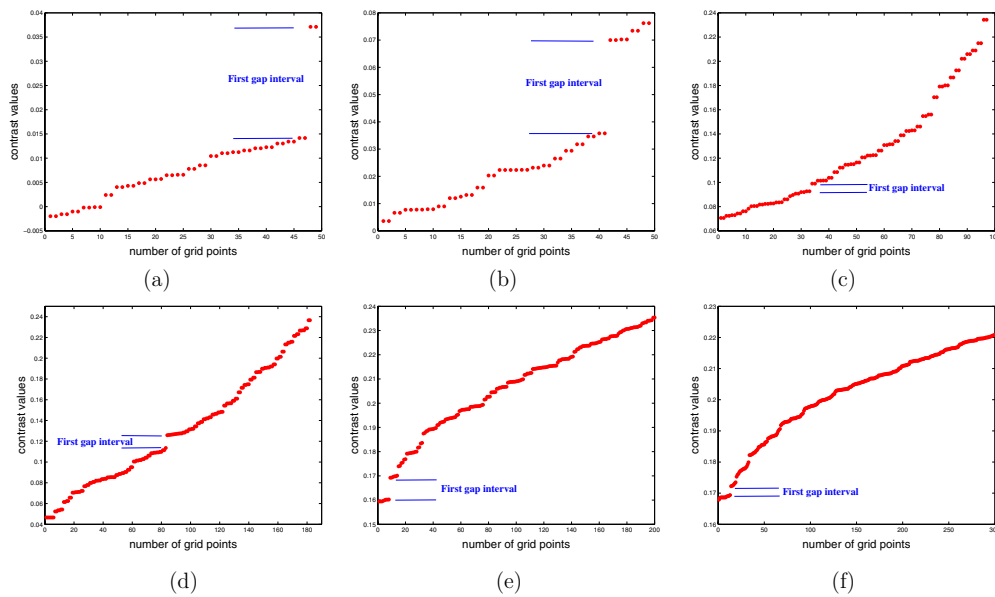 0.04
0.035
0.03
0.025
0.02
0.015
0.01
0.005
0
−0.005
0 5 10 15 20 25 30 35 40 45 50
contrast values
number of grid points
First gap interval
(a)
0.08
0.07
0.06
0.05
0.04
0.03
0.02
0.01
0
0 5 10 15 20 25 30 35 40 45 50
contrast values
number of grid points
First gap interval
(b)
0.24
0.22
0.2
0.18
0.16
0.14
0.12
0.1
0.08
0.06
0 10 20 30 40 50 60 70 80 90 100
contrast values
number of grid points
First gap interval
(c)
0.24
0.22
0.2
0.18
0.16
0.14
0.12
0.1
0.08
0.06
0.04
0 20 40 60 80 100 120 140 160 180
contrast values
number of grid points
First gap interval
(d)
0.24
0.23
0.22
0.21
0.2
0.19
0.18
0.17
0.16
0.15
0 20 40 60 80 100 120 140 160 180 200
contrast values
number of grid points
First gap interval
(e)
0.23
0.22
0.21
0.2
0.19
0.18
0.17
0.16
0 50 100 150 200 250 300
contrast values
number of grid points
First gap interval
(f)